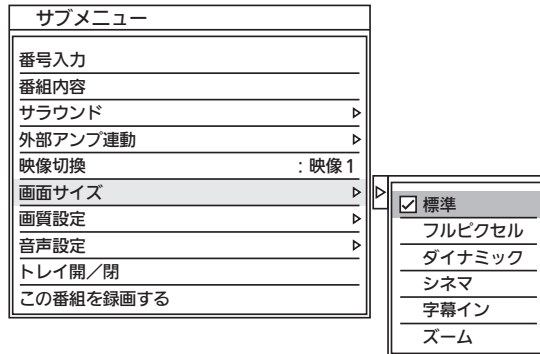 サブメニュー
番号入力
番組内容
サラウンド
外部アンプ連動
映像切換 : 映像1
画面サイズ
画質設定
音声設定
トレイ開／閉
この番組を録画する
標準
フルピクセル
ダイナミック
シネマ
字幕イン
ズーム